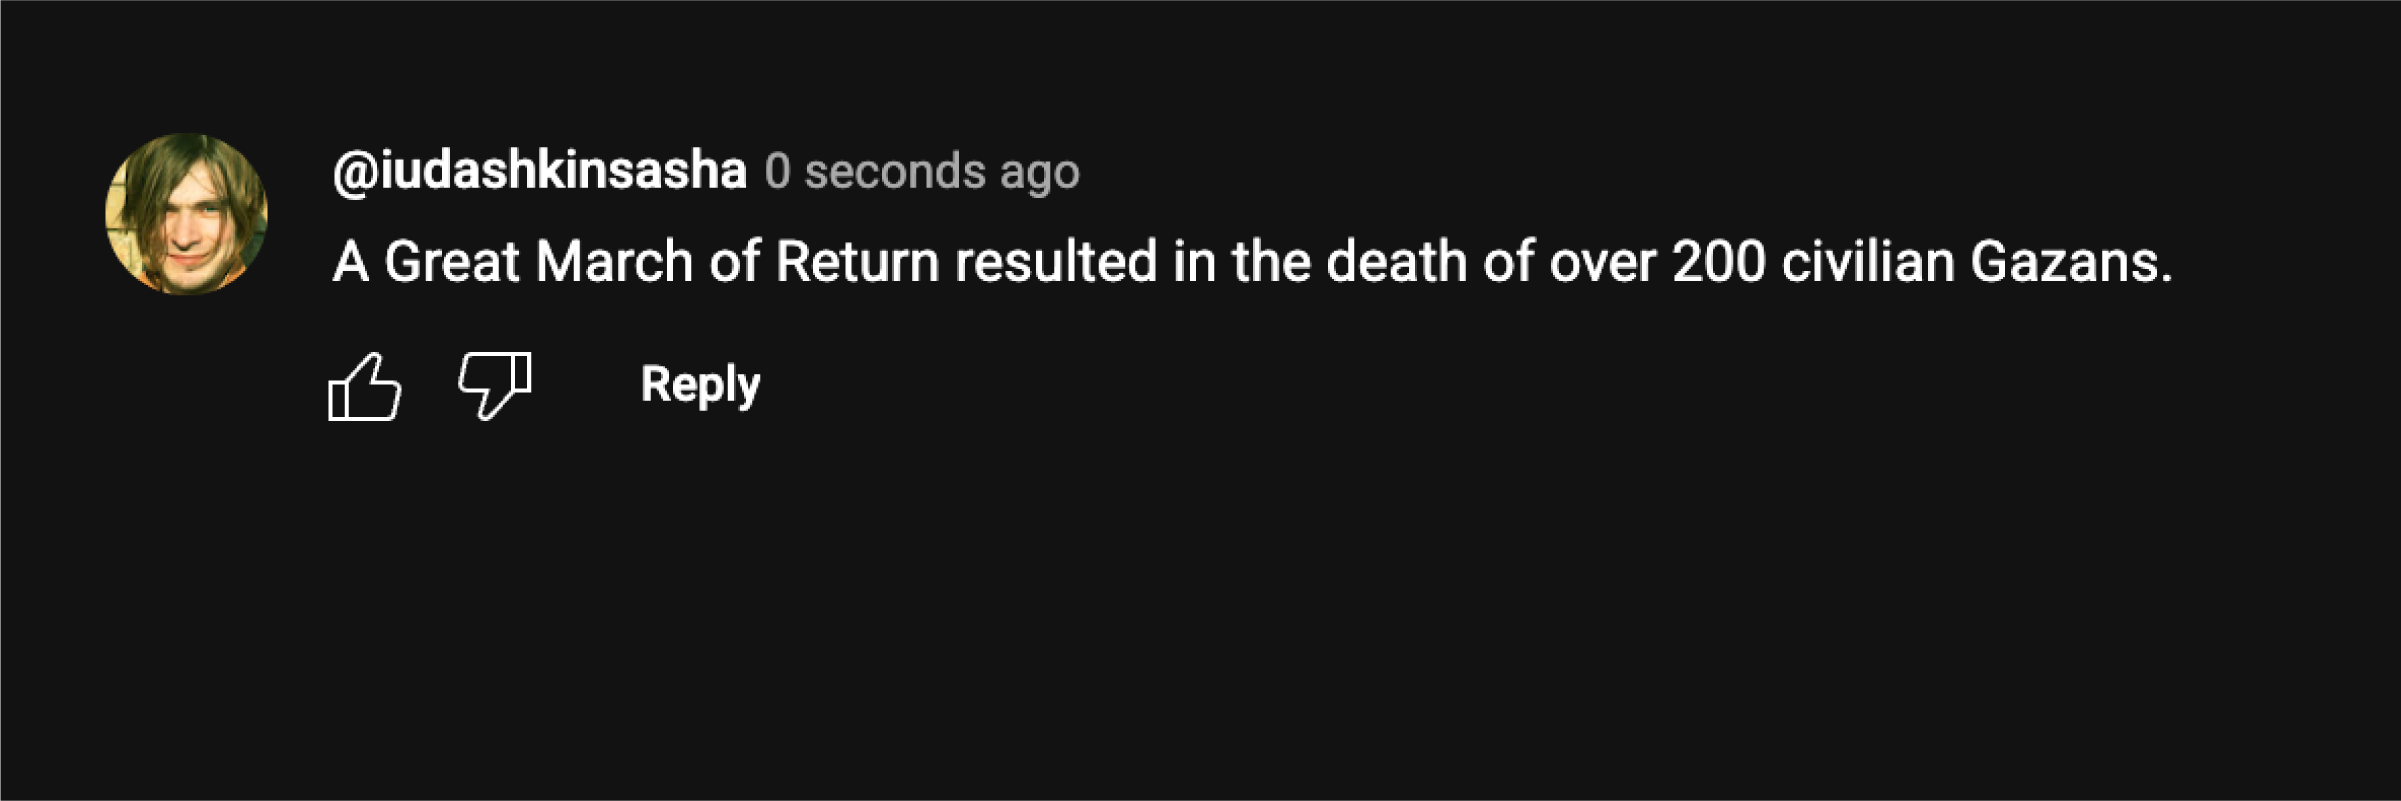 @iudashkinsasha 0 seconds ago
A Great March of Return resulted in the death of over 200 civilian Gazans.
Reply